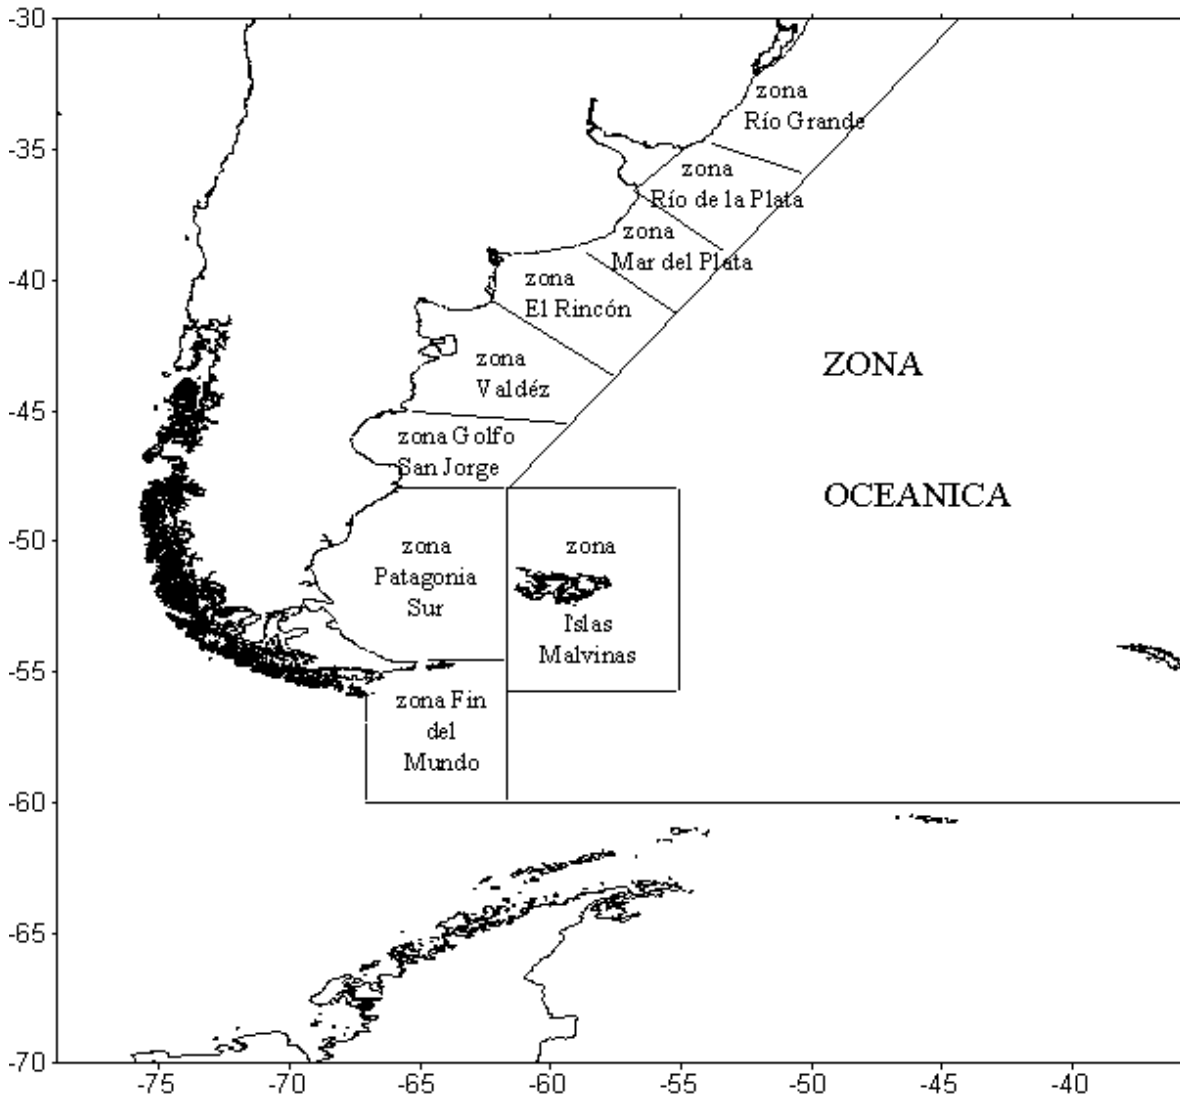 -30
-35
-40
-45
-50
-55
-60
-65
-70
zona
Río Grande
zona
Río de la Plata
zona
Mar del Plata
zona
El Rincón
zona
Valdéz
zona Golfo
San Jorge
ZONA
OCEANICA
zona
Patagonia
Sur
zona
Islas
Malvinas
zona Fin
del
Mundo
-75 -70 -65 -60 -55 -50 -45 -40